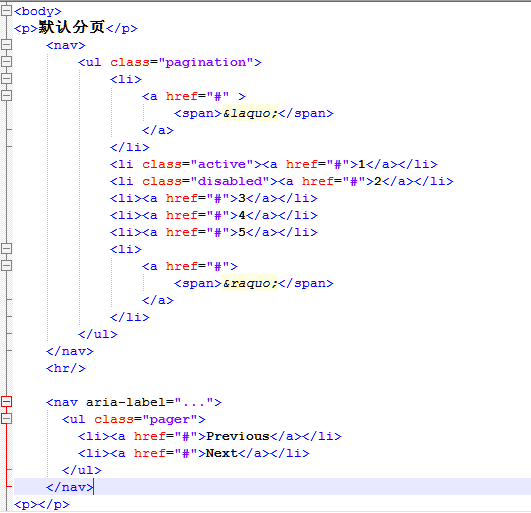 <body>
<p>默认分页</p>
<nav>
<ul class="pagination">
<li>
<a href="#" >
<span>&laquo;</span>
</a>
</li>
<li class="active"><a href="#">1</a></li>
<li class="disabled"><a href="#">2</a></li>
<li><a href="#">3</a></li>
<li><a href="#">4</a></li>
<li><a href="#">5</a></li>
<li>
<a href="#">
<span>&raquo;</span>
</a>
</li>
</ul>
</nav>
<hr/>
<nav aria-label="...">
<ul class="pager">
<li><a href="#">Previous</a></li>
<li><a href="#">Next</a></li>
</ul>
</nav>
<p></p>